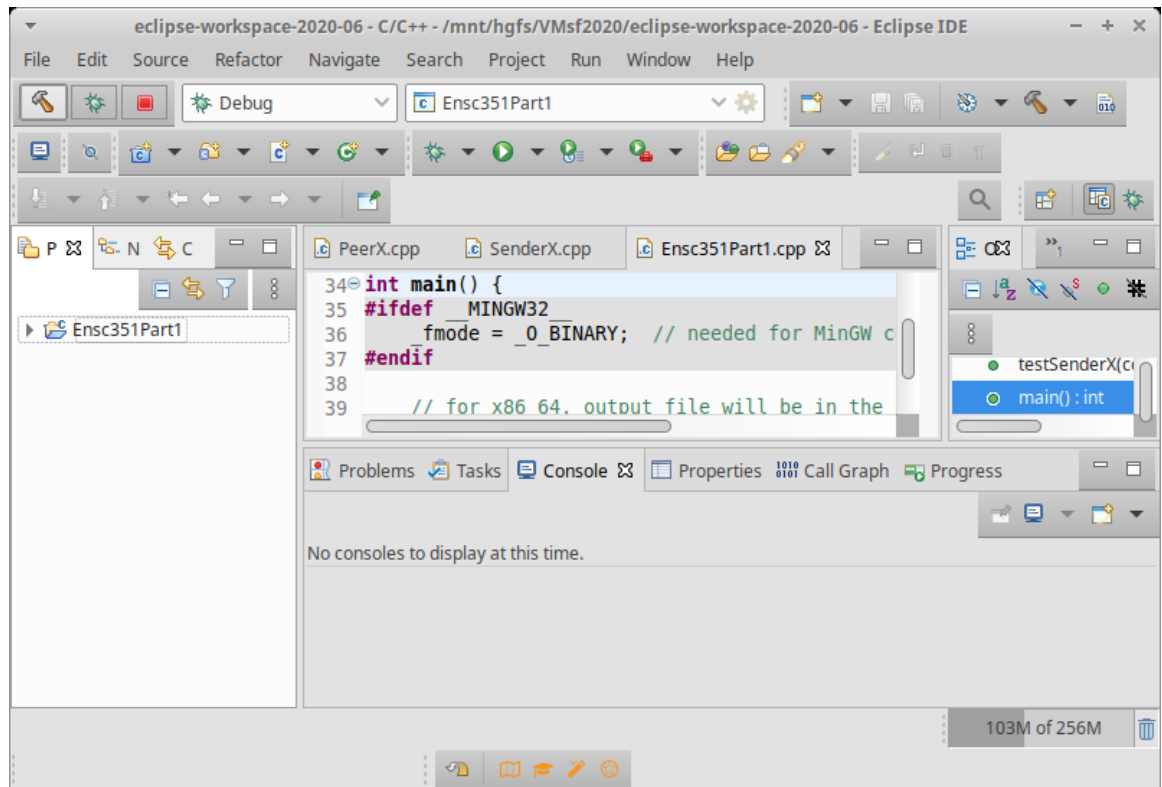 eclipse-workspace-2020-06 - C/C++ - /mnt/hgfs/VMsf2020/eclipse-workspace-2020-06 - Eclipse IDE
File Edit Source Refactor Navigate Search Project Run Window Help
Debug Ensc351Part1
P N C
PeerX.cpp SenderX.cpp Ensc351Part1.cpp
Ensc351Part1
34 int main() {
35 #ifdef __MINGW32__
36 _fmode = _O_BINARY; // needed for MinGW c
37 #endif
38
39 // for x86_64, output file will be in the
testSenderX(c
main() : int
Problems Tasks Console Properties Call Graph Progress
No consoles to display at this time.
103M of 256M